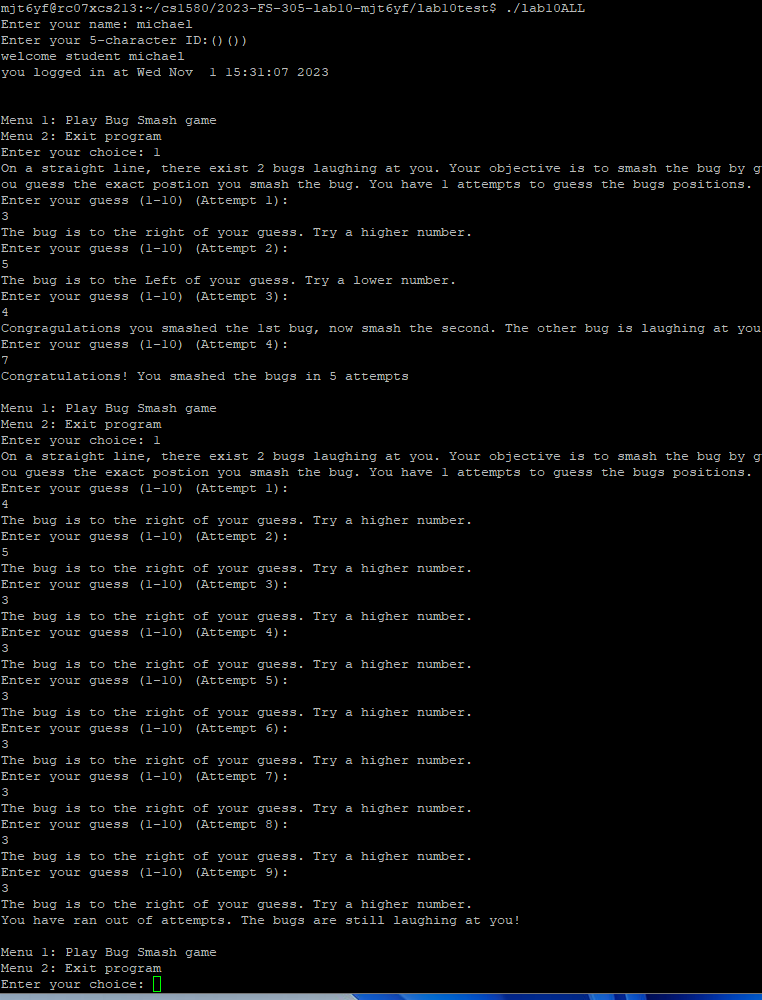 mjt6yf@rc07xcs213:~/cs1580/2023-FS-305-lab10-mjt6yf/lab10test$ ./lab10ALL
Enter your name: michael
Enter your 5-character ID:()())
welcome student michael
you logged in at Wed Nov  1 15:31:07 2023
Menu 1: Play Bug Smash game
Menu 2: Exit program
Enter your choice: 1
On a straight line, there exist 2 bugs laughing at you. Your objective is to smash the bug by g
ou guess the exact postion you smash the bug. You have 1 attempts to guess the bugs positions.
Enter your guess (1-10) (Attempt 1):
3
The bug is to the right of your guess. Try a higher number.
Enter your guess (1-10) (Attempt 2):
5
The bug is to the Left of your guess. Try a lower number.
Enter your guess (1-10) (Attempt 3):
4
Congragulations you smashed the 1st bug, now smash the second. The other bug is laughing at you
Enter your guess (1-10) (Attempt 4):
7
Congratulations! You smashed the bugs in 5 attempts
Menu 1: Play Bug Smash game
Menu 2: Exit program
Enter your choice: 1
On a straight line, there exist 2 bugs laughing at you. Your objective is to smash the bug by g
ou guess the exact postion you smash the bug. You have 1 attempts to guess the bugs positions.
Enter your guess (1-10) (Attempt 1):
4
The bug is to the right of your guess. Try a higher number.
Enter your guess (1-10) (Attempt 2):
5
The bug is to the right of your guess. Try a higher number.
Enter your guess (1-10) (Attempt 3):
3
The bug is to the right of your guess. Try a higher number.
Enter your guess (1-10) (Attempt 4):
3
The bug is to the right of your guess. Try a higher number.
Enter your guess (1-10) (Attempt 5):
3
The bug is to the right of your guess. Try a higher number.
Enter your guess (1-10) (Attempt 6):
3
The bug is to the right of your guess. Try a higher number.
Enter your guess (1-10) (Attempt 7):
3
The bug is to the right of your guess. Try a higher number.
Enter your guess (1-10) (Attempt 8):
3
The bug is to the right of your guess. Try a higher number.
Enter your guess (1-10) (Attempt 9):
3
The bug is to the right of your guess. Try a higher number.
You have ran out of attempts. The bugs are still laughing at you!
Menu 1: Play Bug Smash game
Menu 2: Exit program
Enter your choice: